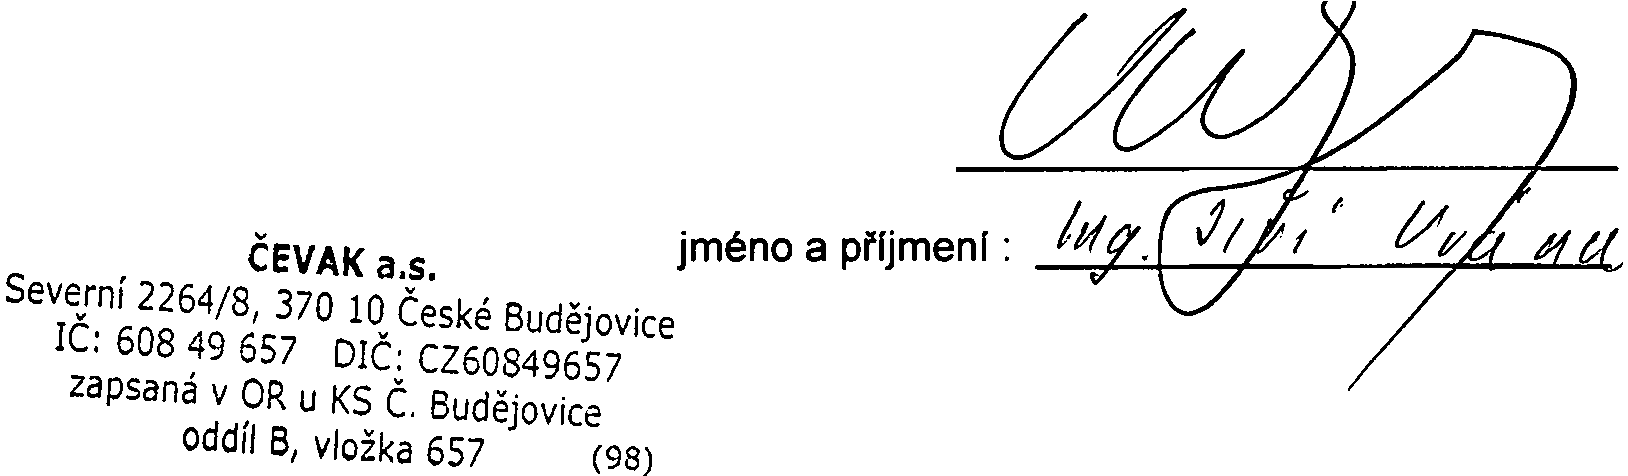 jméno a příjmení : Ing. Jiří
ČEVAK a.s.
Severní 2264/8, 370 10 České Budějovice
IČ: 608 49 657 DIČ: CZ60849657
zapsaná v OR u KS Č. Budějovice
oddíl B, vložka 657 (98)